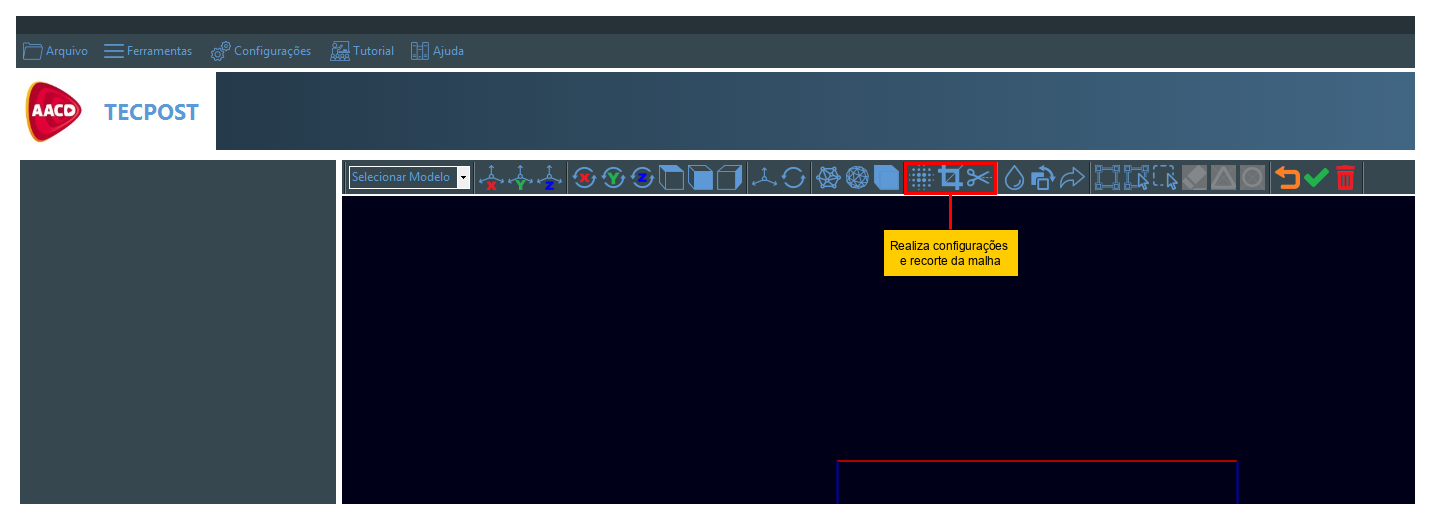 Arquivo Ferramentas Configurações Tutorial Ajuda
AACD TECPOST
Selecionar Modelo X Y Z X Y Z
Realiza configurações
e recorte da malha